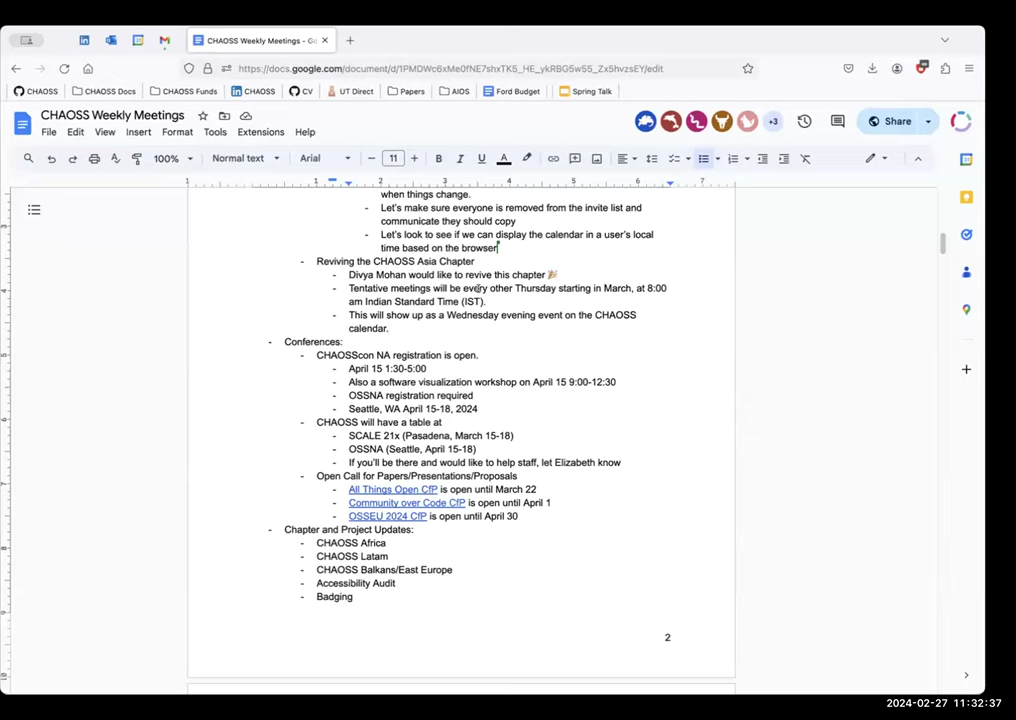 CHAOSS Weekly Meetings - Go
https://docs.google.com/document/d/1PMDWc6xMe0fNE7shxTK5_HE_ykRBG5w55_Zx5hvzsEY/edit
CHAOSS
CHAOSS Docs
CHAOSS Funds
CHAOSS
CV
UT Direct
Papers
AIDS
Ford Budget
Spring Talk
CHAOSS Weekly Meetings
File Edit View Insert Format Tools Extensions Help
+3
Share
100%
Normal text
Arial
11
1 1 2 3 4 5 6 7
when things change.
- Let's make sure everyone is removed from the invite list and
communicate they should copy
- Let's look to see if we can display the calendar in a user's local
time based on the browser
- Reviving the CHAOSS Asia Chapter
- Divya Mohan would like to revive this chapter 🎉
- Tentative meetings will be every other Thursday starting in March, at 8:00
am Indian Standard Time (IST).
- This will show up as a Wednesday evening event on the CHAOSS
calendar.
- Conferences:
- CHAOSScon NA registration is open.
- April 15 1:30-5:00
- Also a software visualization workshop on April 15 9:00-12:30
- OSSNA registration required
- Seattle, WA April 15-18, 2024
- CHAOSS will have a table at
- SCALE 21x (Pasadena, March 15-18)
- OSSNA (Seattle, April 15-18)
- If you'll be there and would like to help staff, let Elizabeth know
- Open Call for Papers/Presentations/Proposals
- All Things Open CfP is open until March 22
- Community over Code CfP is open until April 1
- OSSEU 2024 CfP is open until April 30
- Chapter and Project Updates:
- CHAOSS Africa
- CHAOSS Latam
- CHAOSS Balkans/East Europe
- Accessibility Audit
- Badging
2
2024-02-27 11:32:37